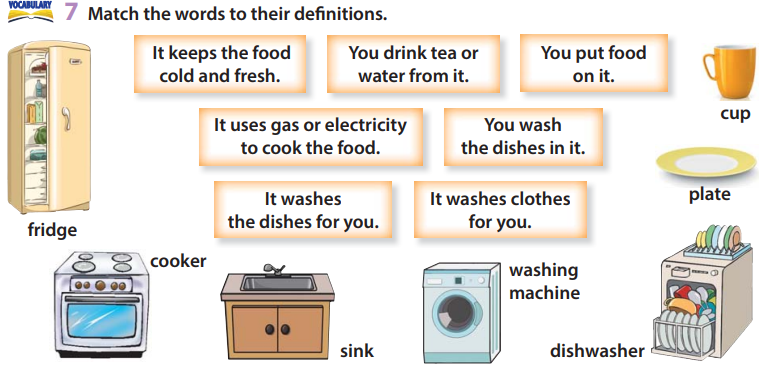 VOCABULARY
7 Match the words to their definitions.
It keeps the food
cold and fresh.
You drink tea or
water from it.
You put food
on it.
cup
It uses gas or electricity
to cook the food.
You wash
the dishes in it.
plate
It washes
the dishes for you.
It washes clothes
for you.
fridge
cooker
sink
washing
machine
dishwasher